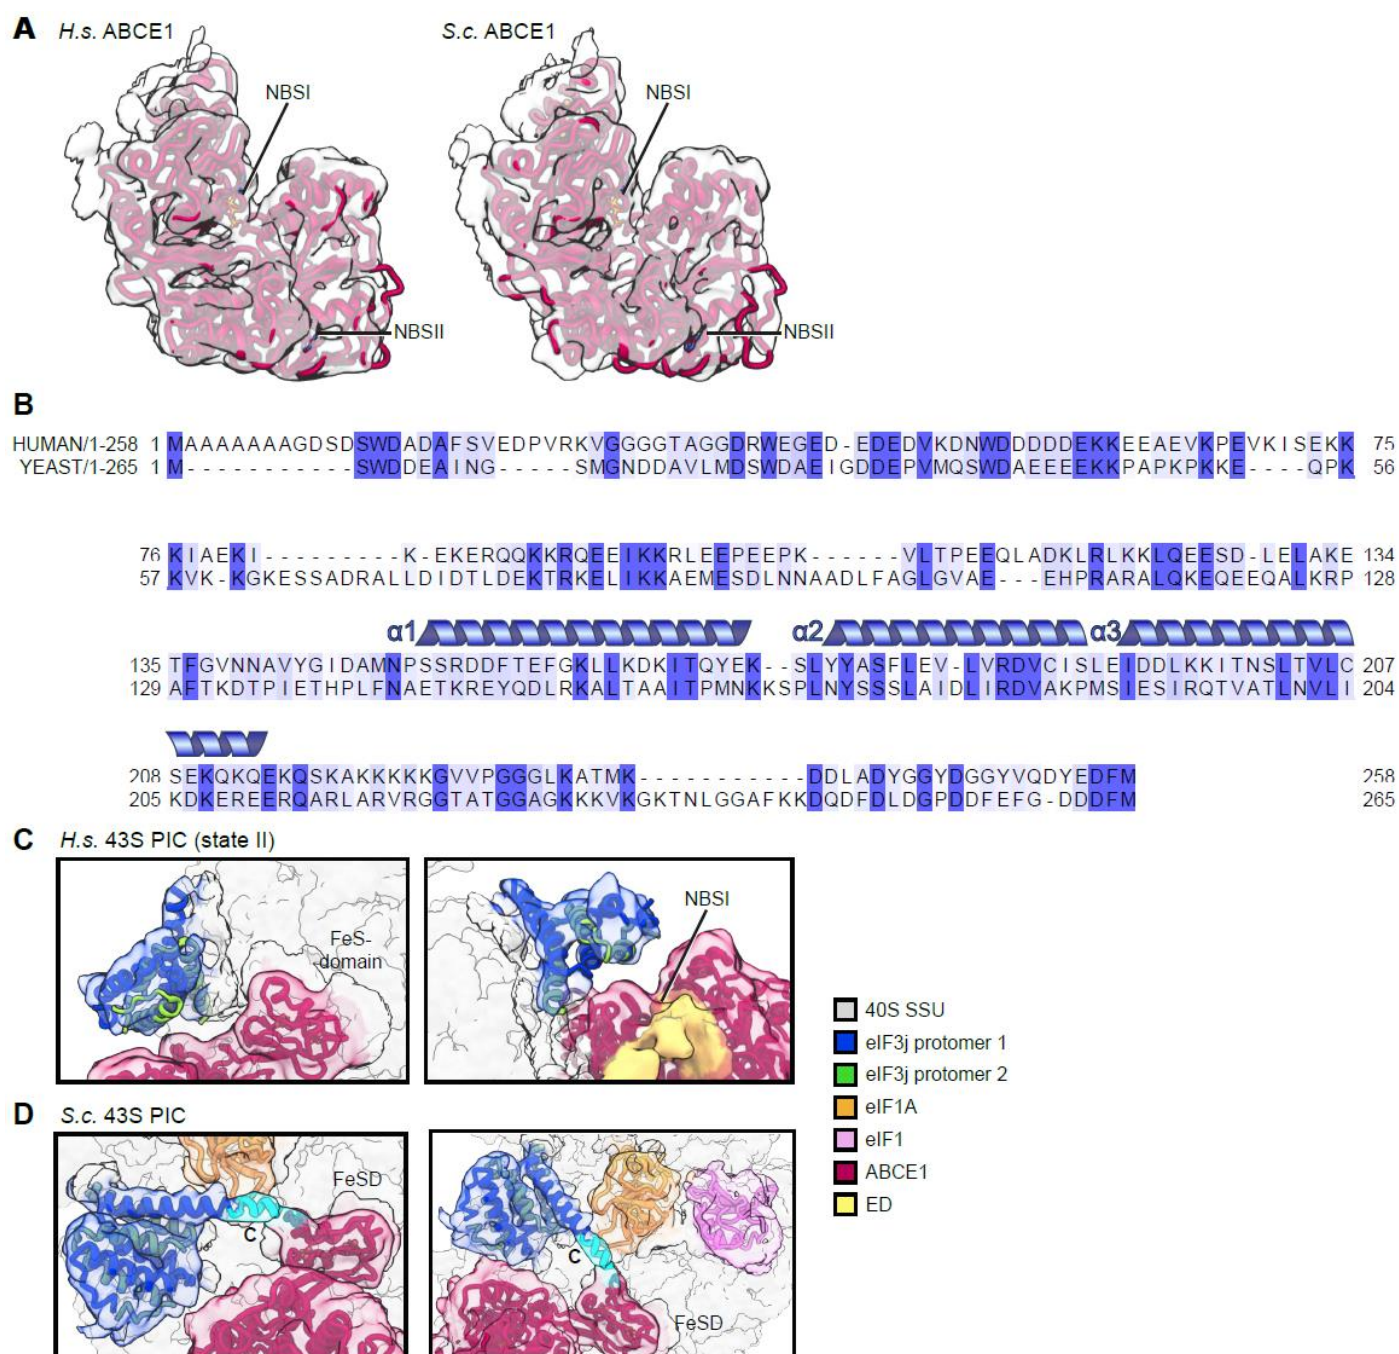 A H.s. ABCE1 S.c. ABCE1
NBSI NBSI
NBSII NBSII
B
HUMAN/1-258 1 MAAAAAAAGDSDSWDADAFSVEDPVRKVGGGGTAGGDRWEGED-EDEDVKDNWDDDDDEKKEEAEVKPEVKISEKK 75
YEAST/1-265 1 M-----------SWDDEAING-----SMGNDDAVLMDSWDAEIGDDEPVMQSWDAEEEEKKPAPKPKKE----QPK 56
76 KIAEKI---------K-EKERQQKKRQEEIKKRLEEPEEPK------VLTPEEQLADKLRLKKLQEESD-LELAKE 134
57 KVK-KGKESSADRALLDIDTLDEKTRKELIKKAEMESDLNNAADLFAGLGVAE---EHPRARALQKEQEEQALKRP 128
α1 α2 α3
135 TFGVNNAVYGIDAMNPSSRDDFTEFGKLLKDKITQYEK--SLYYASFLEV-LVRDVCISLEIDDLKKITNSLTVLC 207
129 AFTKDTPIETHPLFNAETKREYQDLRKALTAAITPMNKKSPLNYSSSLAIDLIRDVAKPMSIESIRQTVATLNVLI 204
208 SEKQKQEKQSKAKKKKKGVVPGGGLKATMK-----------DDLADYGGYDGGYVQDYEDFM 258
205 KDKEREERQARLARVRGGTATGGAGKKKVKGKTNLGGAFKKDQDFDLDGPDDFEFG-DDDFM 265
C H.s. 43S PIC (state II)
FeS-
domain
NBSI
40S SSU
eIF3j protomer 1
eIF3j protomer 2
eIF1A
eIF1
ABCE1
ED
D S.c. 43S PIC
FeSD
C
C
FeSD